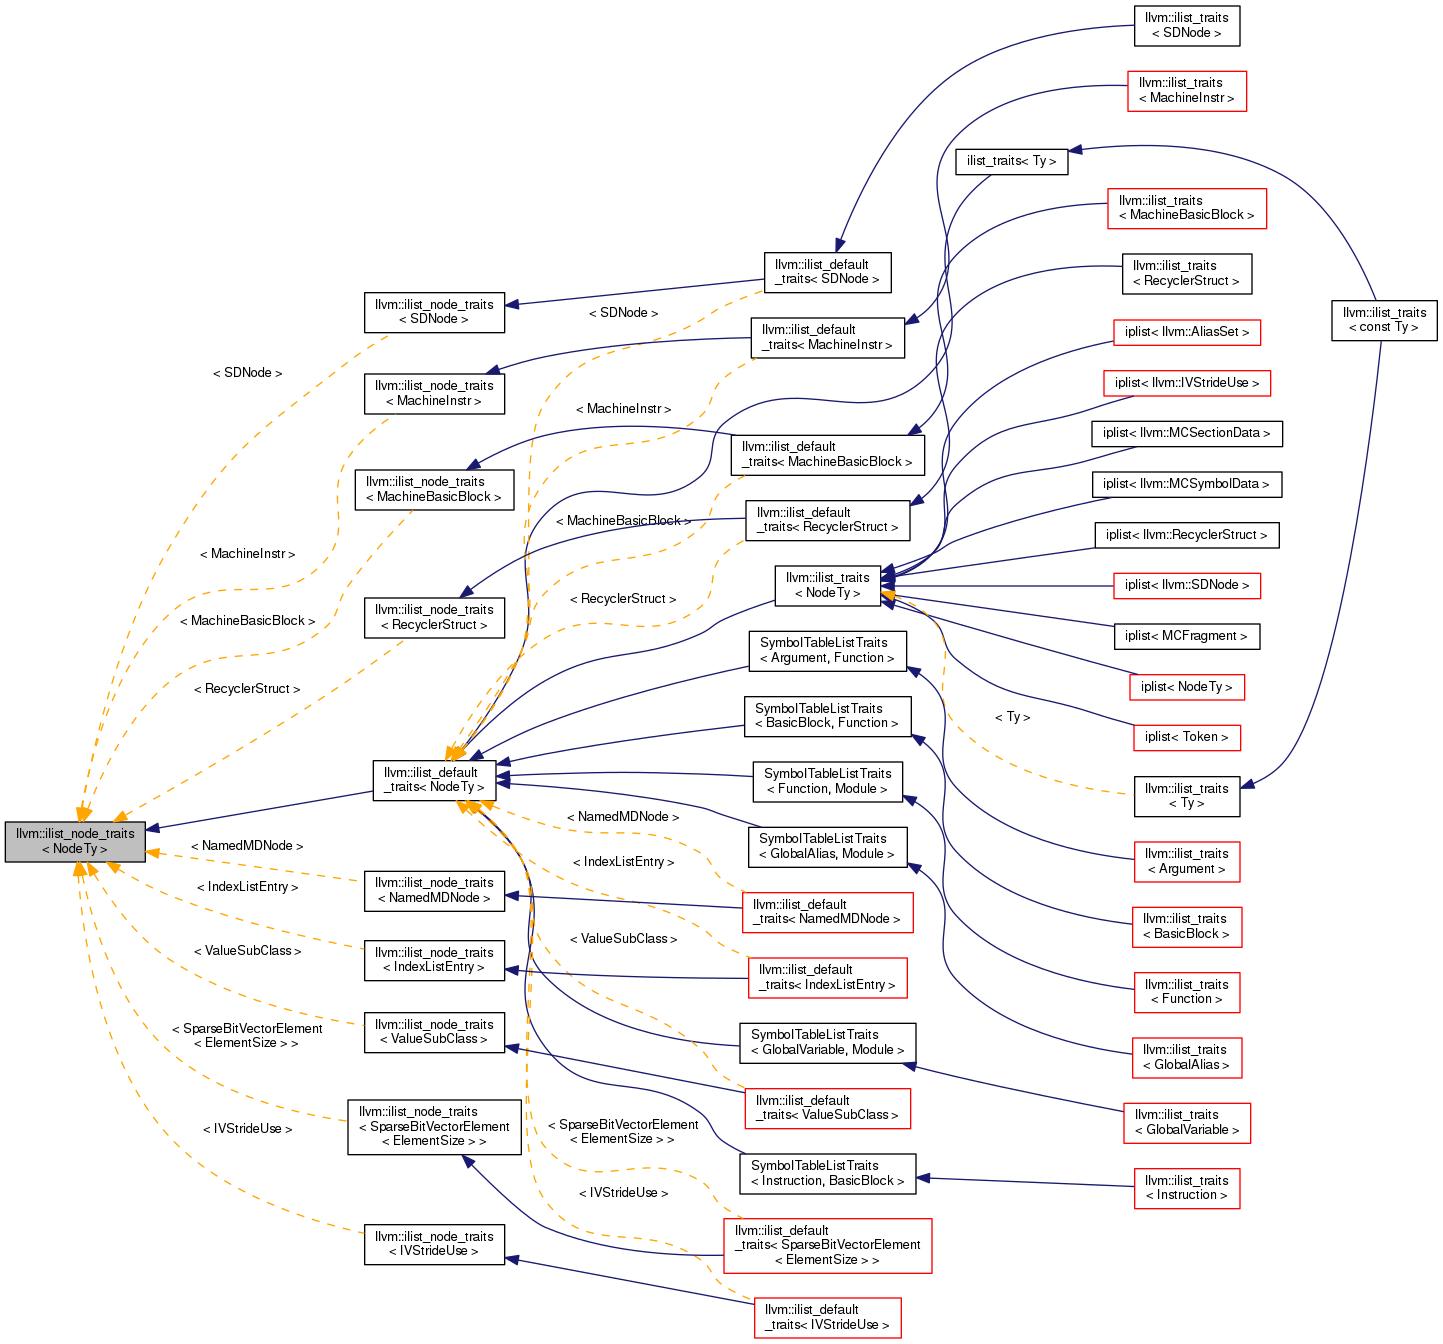 llvm::ilist_traits
< SDNode >
llvm::ilist_traits
< MachineInstr >
ilist_traits< Ty >
llvm::ilist_traits
< MachineBasicBlock >
llvm::ilist_default
_traits< SDNode >
llvm::ilist_traits
< RecyclerStruct >
llvm::ilist_node_traits
< SDNode >
< SDNode >
llvm::ilist_traits
< const Ty >
llvm::ilist_default
_traits< MachineInstr >
iplist< llvm::AliasSet >
< SDNode >
llvm::ilist_node_traits
< MachineInstr >
iplist< llvm::IVStrideUse >
< MachineInstr >
iplist< llvm::MCSectionData >
llvm::ilist_default
_traits< MachineBasicBlock >
llvm::ilist_node_traits
< MachineBasicBlock >
iplist< llvm::MCSymbolData >
< MachineBasicBlock >
llvm::ilist_default
_traits< RecyclerStruct >
iplist< llvm::RecyclerStruct >
< MachineInstr >
llvm::ilist_traits
< NodeTy >
iplist< llvm::SDNode >
< RecyclerStruct >
llvm::ilist_node_traits
< RecyclerStruct >
< MachineBasicBlock >
iplist< MCFragment >
SymbolTableListTraits
< Argument, Function >
< RecyclerStruct >
iplist< NodeTy >
SymbolTableListTraits
< BasicBlock, Function >
< Ty >
iplist< Token >
llvm::ilist_default
_traits< NodeTy >
SymbolTableListTraits
< Function, Module >
llvm::ilist_traits
< Ty >
llvm::ilist_node_traits
< NodeTy >
< NamedMDNode >
< NamedMDNode >
SymbolTableListTraits
< GlobalAlias, Module >
llvm::ilist_traits
< Argument >
< IndexListEntry >
< IndexListEntry >
llvm::ilist_node_traits
< NamedMDNode >
llvm::ilist_default
_traits< NamedMDNode >
llvm::ilist_traits
< BasicBlock >
< ValueSubClass >
< ValueSubClass >
llvm::ilist_node_traits
< IndexListEntry >
llvm::ilist_default
_traits< IndexListEntry >
llvm::ilist_traits
< Function >
< SparseBitVectorElement
< ElementSize > >
llvm::ilist_node_traits
< ValueSubClass >
SymbolTableListTraits
< GlobalVariable, Module >
llvm::ilist_traits
< GlobalAlias >
llvm::ilist_default
_traits< ValueSubClass >
llvm::ilist_traits
< GlobalVariable >
< IVStrideUse >
llvm::ilist_node_traits
< SparseBitVectorElement
< ElementSize > >
< SparseBitVectorElement
< ElementSize > >
SymbolTableListTraits
< Instruction, BasicBlock >
llvm::ilist_traits
< Instruction >
< IVStrideUse >
llvm::ilist_node_traits
< IVStrideUse >
llvm::ilist_default
_traits< SparseBitVectorElement
< ElementSize > >
llvm::ilist_default
_traits< IVStrideUse >